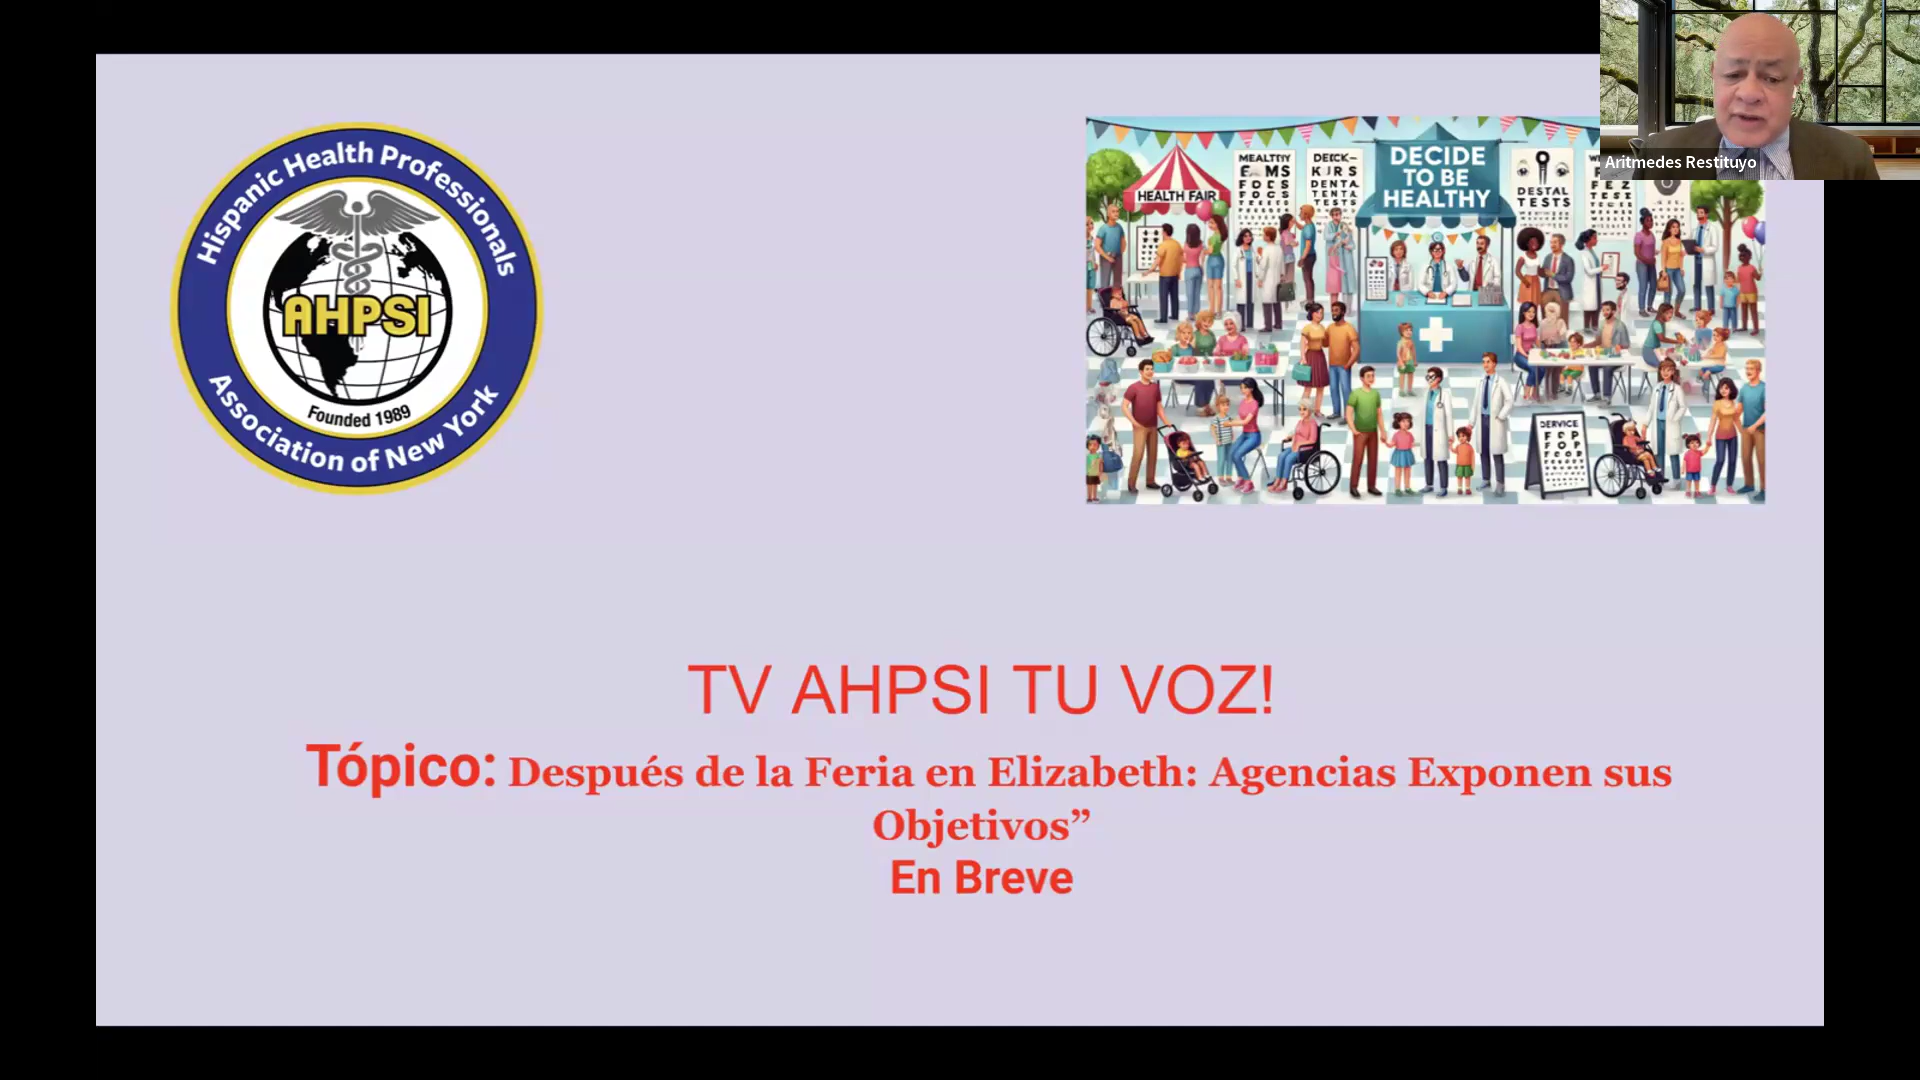 Aritmedes Restituyo
Hispanic Health Professionals
AHPSI
Founded 1989
Association of New York
HEALTH FAIR
DECIDE
TO BE
HEALTHY
DESTAL
TESTS
TV AHPSI TU VOZ!
Tópico: Después de la Feria en Elizabeth: Agencias Exponen sus
Objetivos”
En Breve